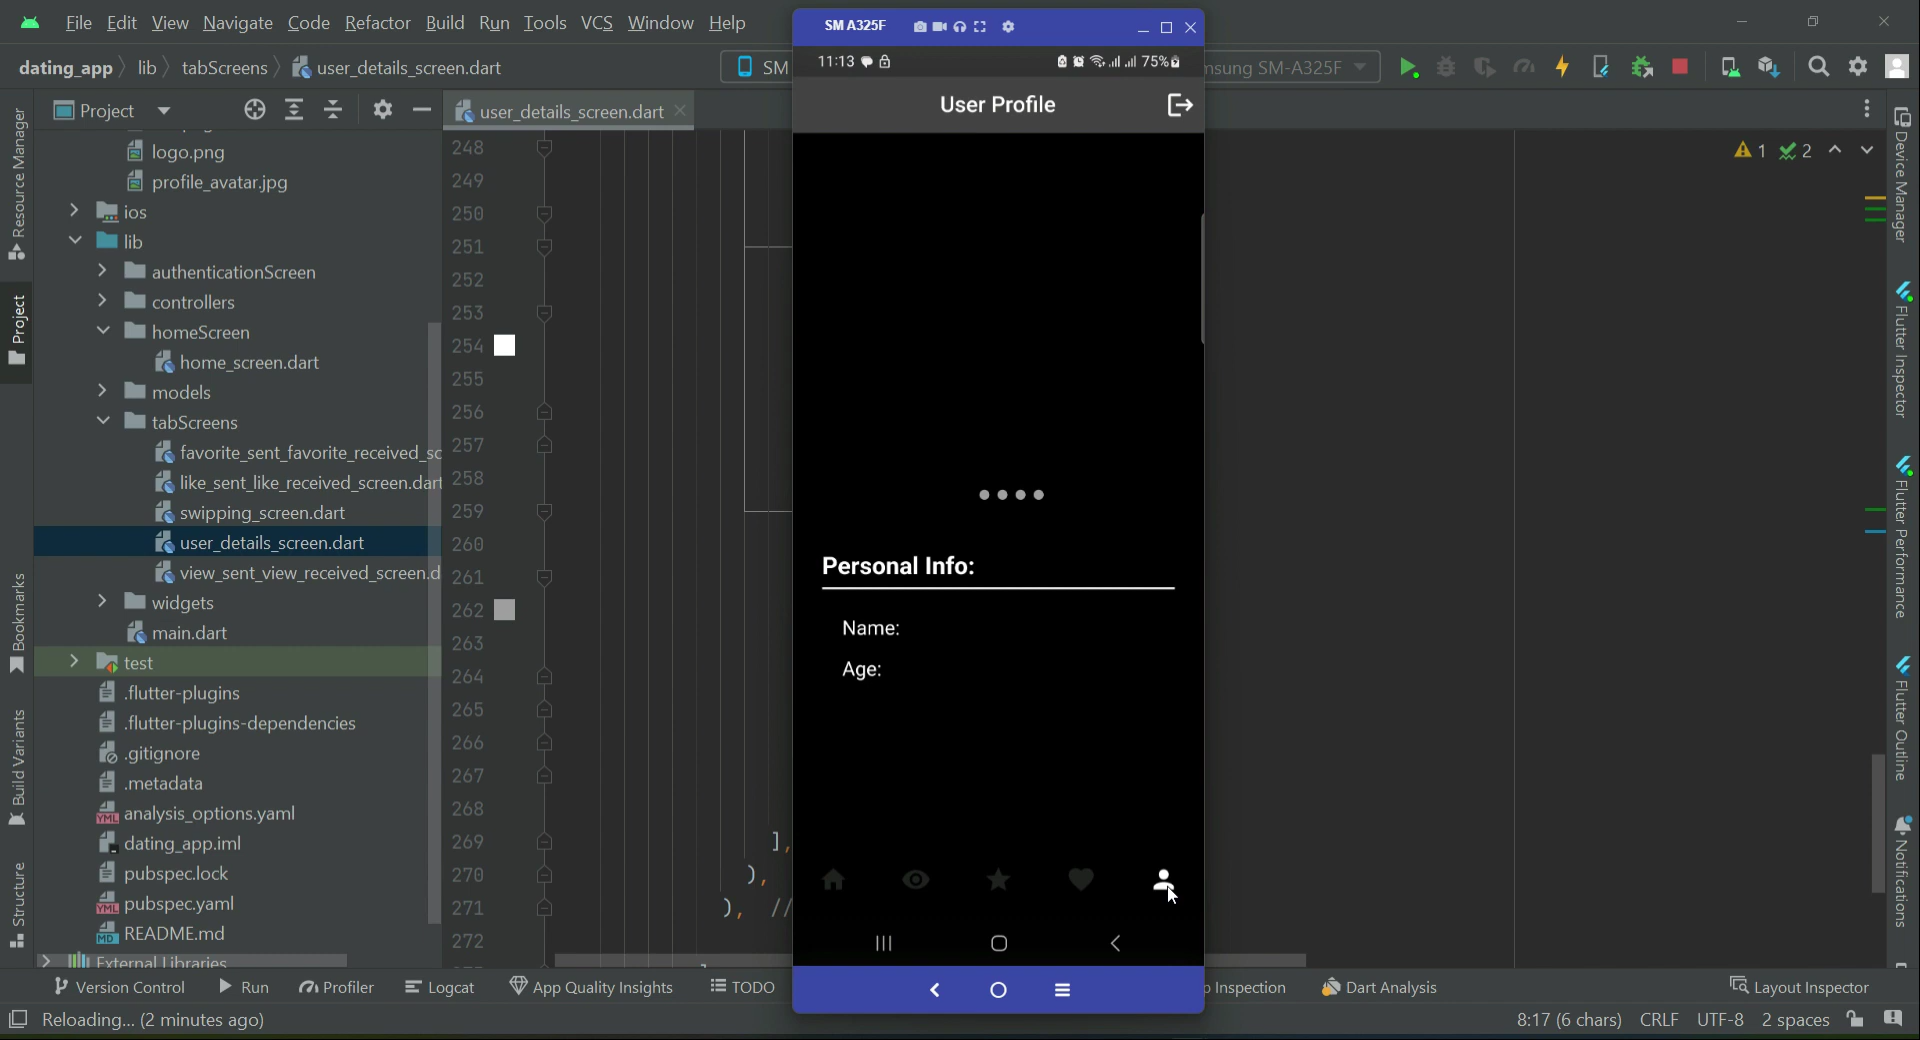 File Edit View Navigate Code Refactor Build Run Tools VCS Window Help
dating_app lib tabScreens user_details_screen.dart
SM
msung SM-A325F
Project
user_details_screen.dart
1 2
logo.png
profile_avatar.jpg
ios
lib
authenticationScreen
controllers
homeScreen
home_screen.dart
models
tabScreens
favorite_sent_favorite_received_sc
like_sent_like_received_screen.dart
swipping_screen.dart
user_details_screen.dart
view_sent_view_received_screen.d
widgets
main.dart
test
.flutter-plugins
.flutter-plugins-dependencies
.gitignore
.metadata
analysis_options.yaml
dating_app.iml
pubspec.lock
pubspec.yaml
README.md
External Libraries
Resource Manager
Project
Bookmarks
Build Variants
Structure
248
249
250
251
252
253
254
255
256
257
258
259
260
261
262
263
264
265
266
267
268
269 ],
270 ),
271 ), //
272
SM A325F
11:13 75%
User Profile
Personal Info:
Name:
Age:
Device Manager
Flutter Inspector
Flutter Performance
Flutter Outline
Notifications
Version Control Run Profiler Logcat App Quality Insights TODO p Inspection Dart Analysis Layout Inspector
Reloading... (2 minutes ago) 8:17 (6 chars) CRLF UTF-8 2 spaces